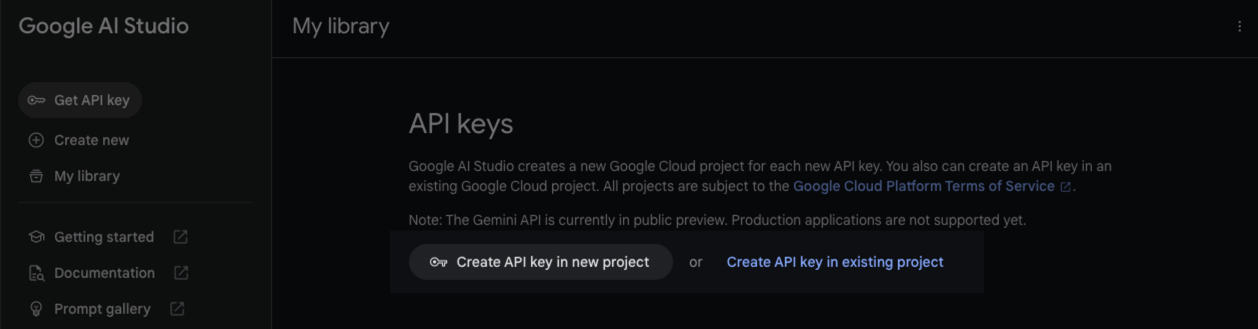 Google AI Studio
My library
Get API key
Create new
My library
Getting started
Documentation
Prompt gallery
API keys
Google AI Studio creates a new Google Cloud project for each new API key. You also can create an API key in an
existing Google Cloud project. All projects are subject to the Google Cloud Platform Terms of Service.
Note: The Gemini API is currently in public preview. Production applications are not supported yet.
Create API key in new project or Create API key in existing project